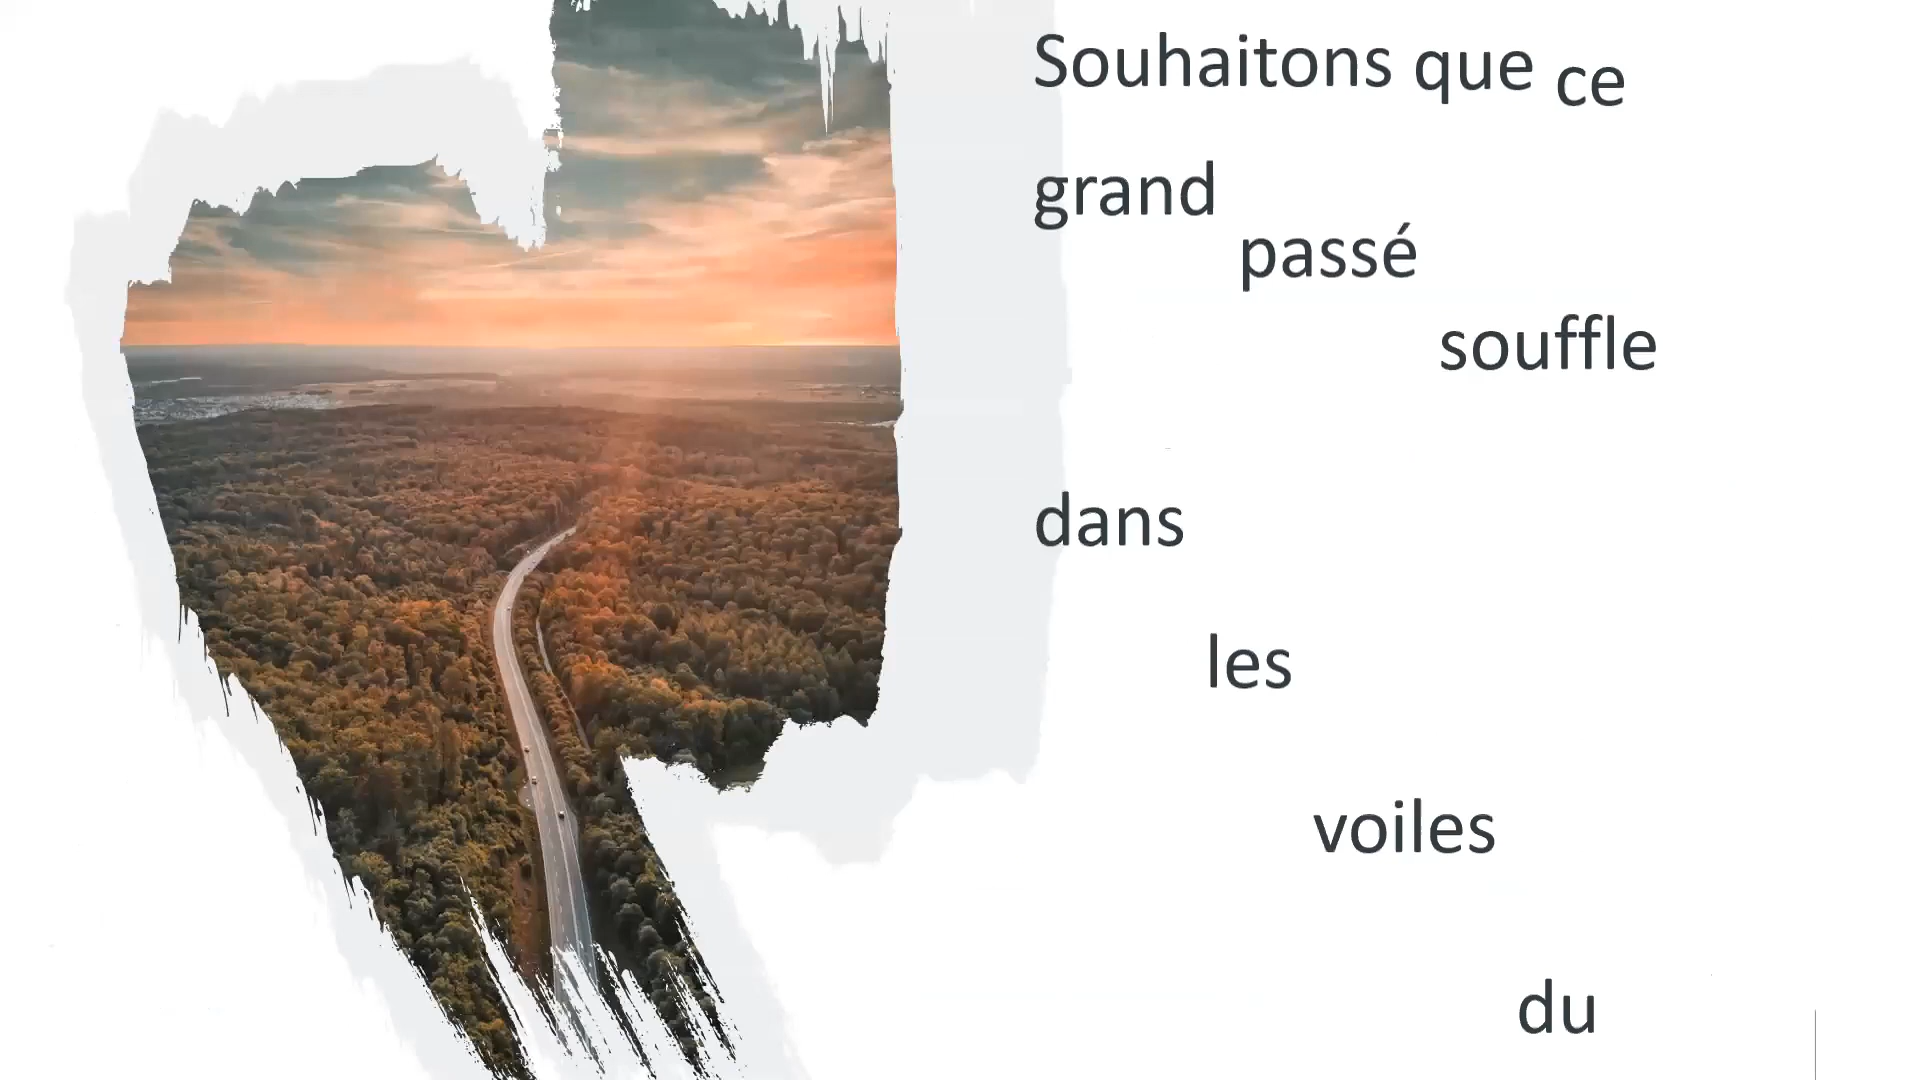 Souhaitons que ce
grand
passé
souffle
dans
les
voiles
du